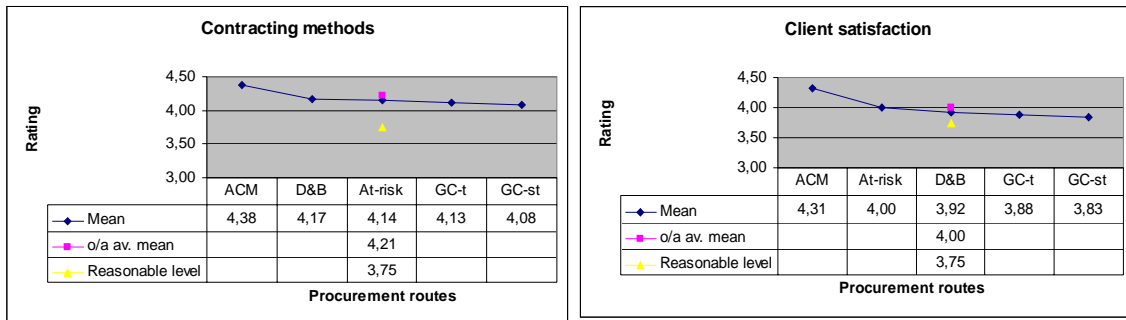 Contracting methods
Rating
4,50
4,00
3,50
3,00
ACM D&B At-risk GC-t GC-st
Mean 4,38 4,17 4,14 4,13 4,08
o/a av. mean 4,21
Reasonable level 3,75
Procurement routes
Client satisfaction
Rating
4,50
4,00
3,50
3,00
ACM At-risk D&B GC-t GC-st
Mean 4,31 4,00 3,92 3,88 3,83
o/a av. mean 4,00
Reasonable level 3,75
Procurement routes